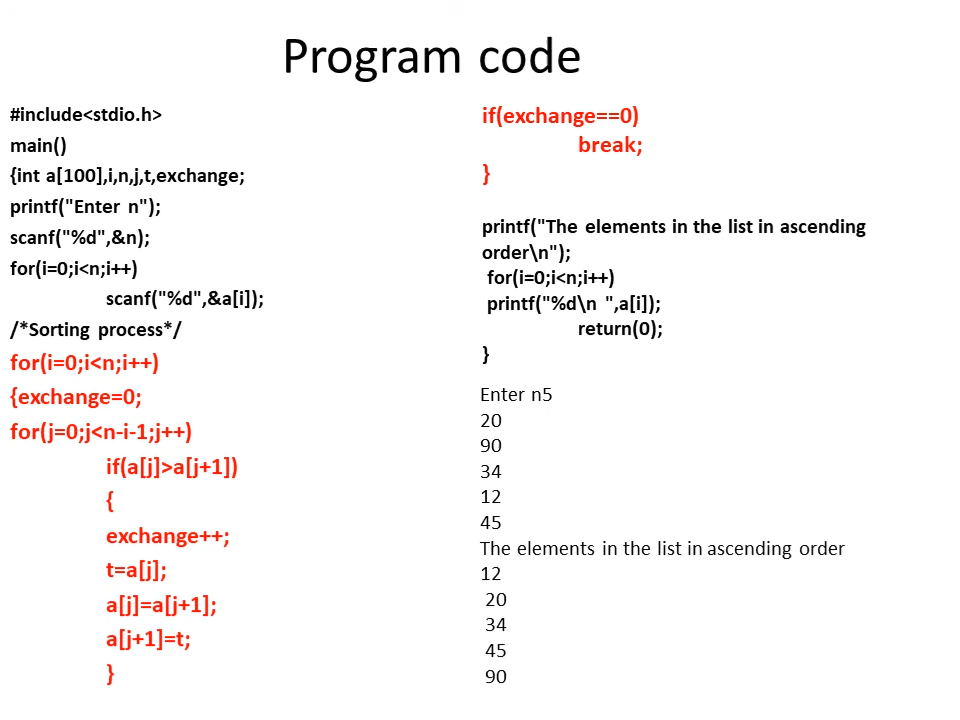 Program code
#include<stdio.h>
main()
{int a[100],i,n,j,t,exchange;
printf("Enter n");
scanf("%d",&n);
for(i=0;i<n;i++)
scanf("%d",&a[i]);
/*Sorting process*/
for(i=0;i<n;i++)
{exchange=0;
for(j=0;j<n-i-1;j++)
if(a[j]>a[j+1])
{
exchange++;
t=a[j];
a[j]=a[j+1];
a[j+1]=t;
}
if(exchange==0)
break;
}
printf("The elements in the list in ascending
order\n");
for(i=0;i<n;i++)
printf("%d\n ",a[i]);
return(0);
}
Enter n5
20
90
34
12
45
The elements in the list in ascending order
12
20
34
45
90